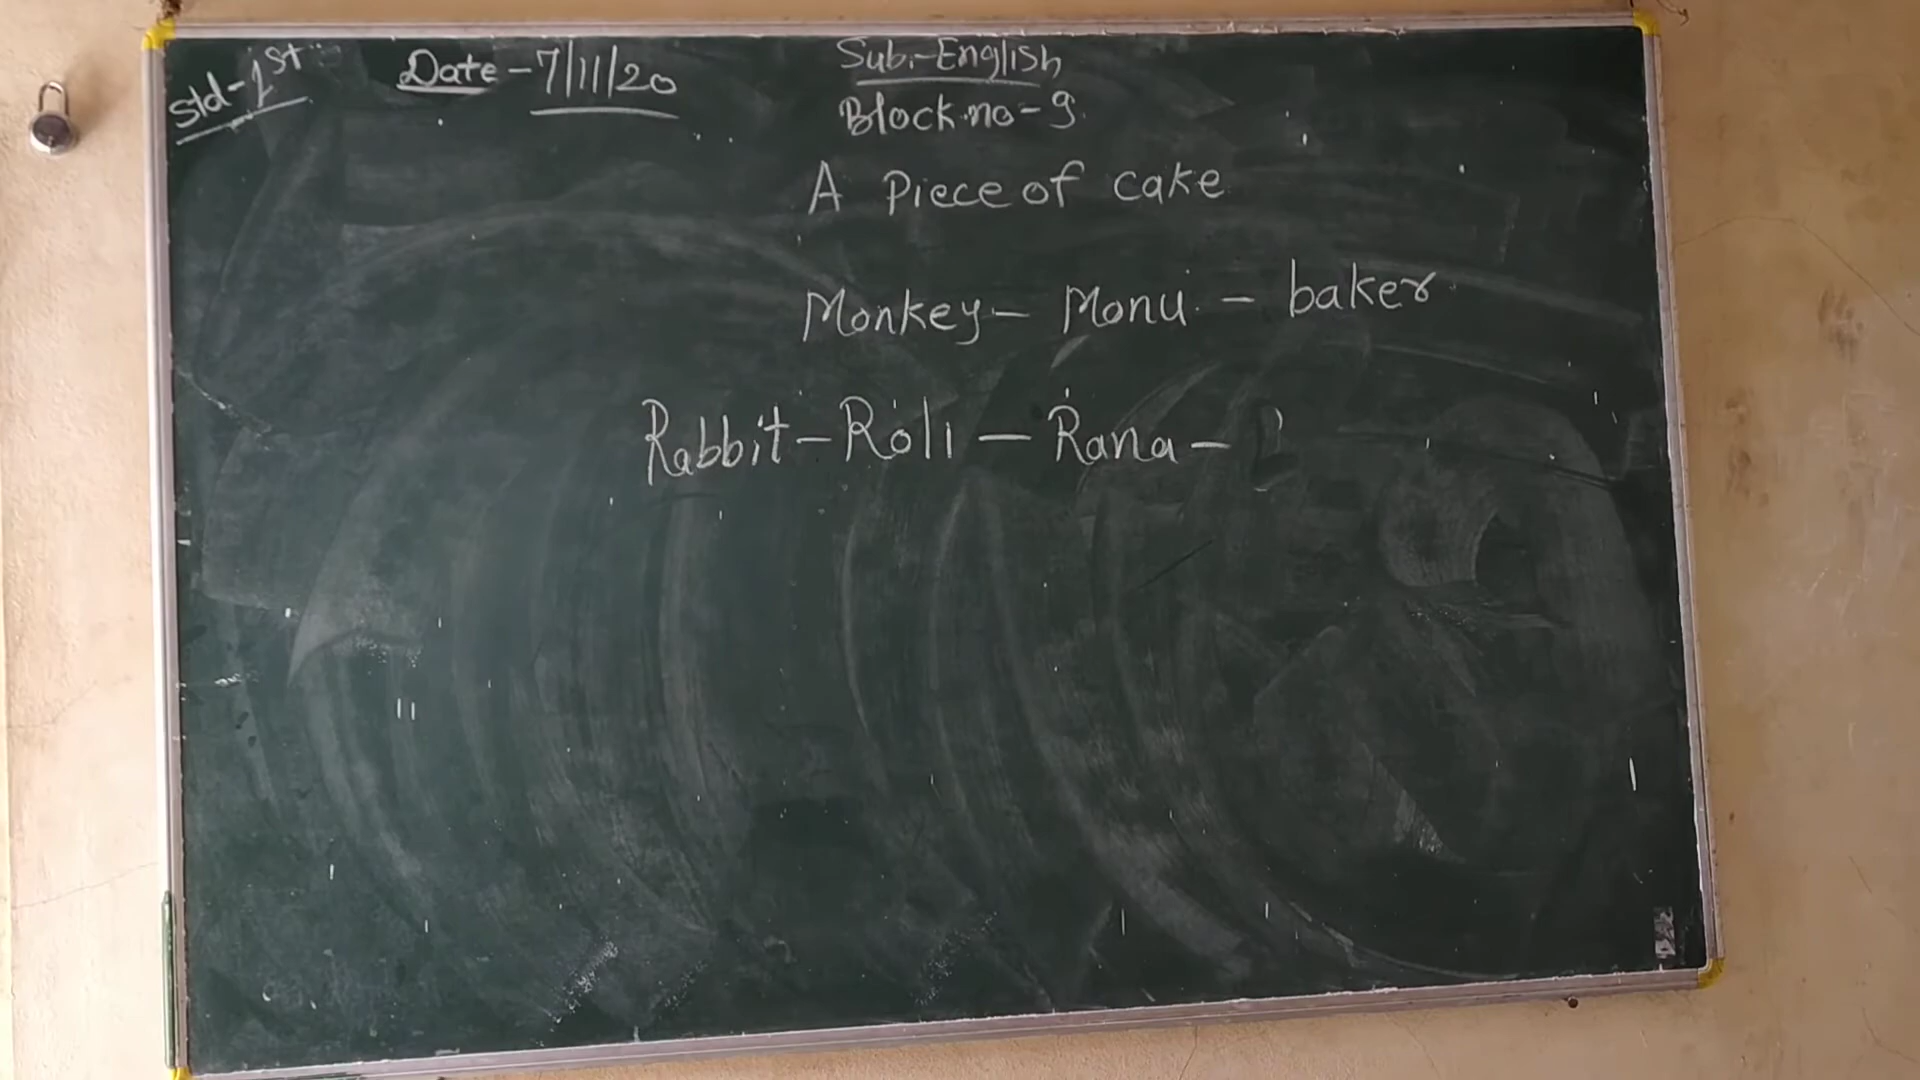 Std-1st
Date-7/11/20
Sub.-English
Block.no-9
A Piece of cake
Monkey- Monu - baker
Rabbit-Roli - Rana -